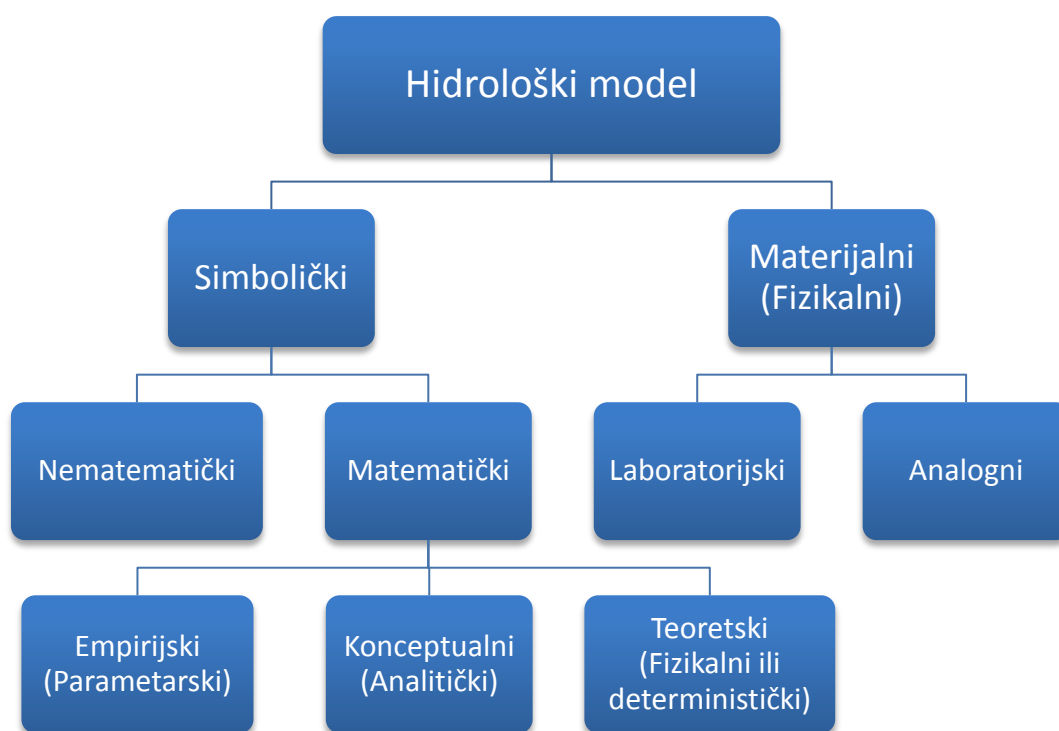 Hidrološki model
Simbolički
Materijalni
(Fizikalni)
Nematematički
Matematički
Laboratorijski
Analogni
Empirijski
(Parametarski)
Konceptualni
(Analitički)
Teoretski
(Fizikalni ili
deterministički)